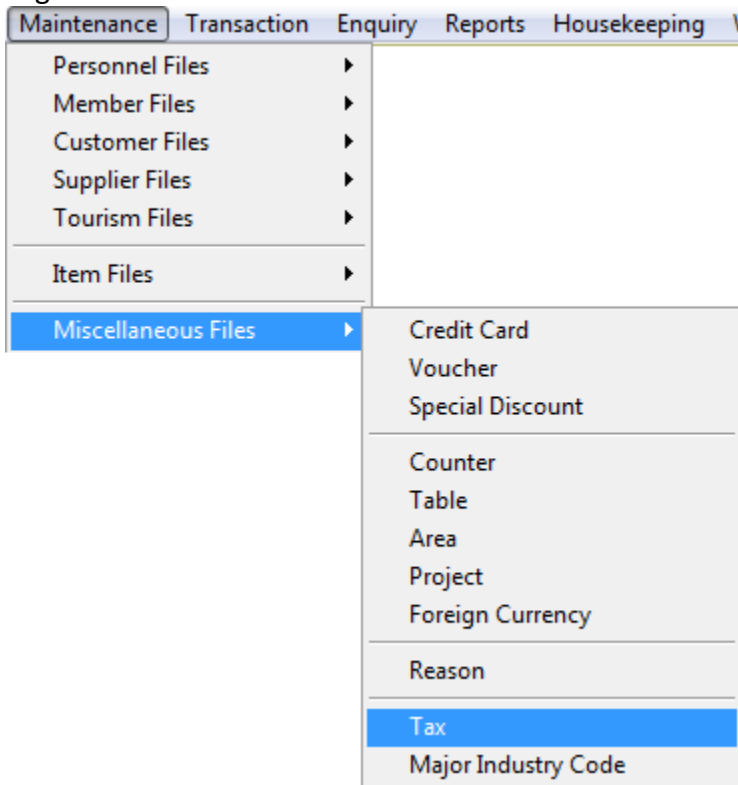 Maintenance Transaction Enquiry Reports Housekeeping
Personnel Files
Member Files
Customer Files
Supplier Files
Tourism Files
Item Files
Miscellaneous Files
Credit Card
Voucher
Special Discount
Counter
Table
Area
Project
Foreign Currency
Reason
Tax
Major Industry Code